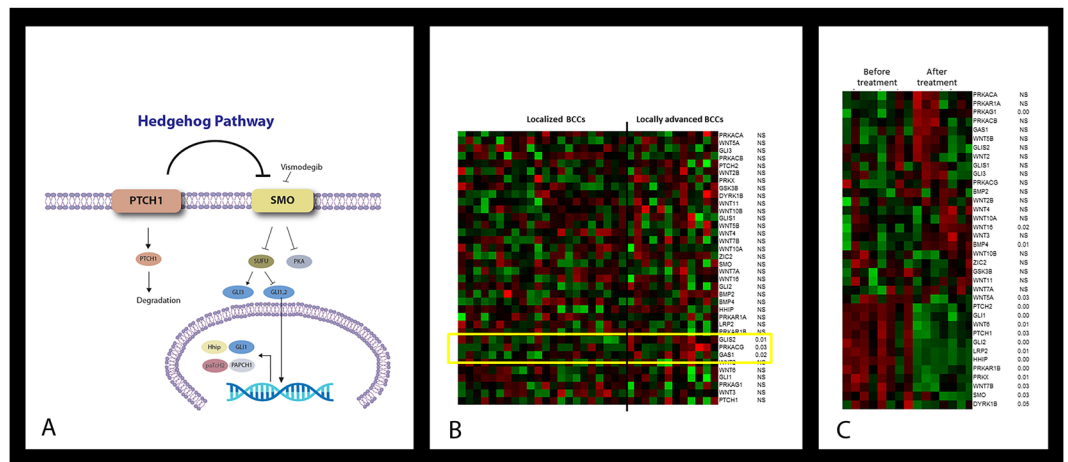 Hedgehog Pathway
Vismodegib
PTCH1
SMO
PTCH1
SUFU
PKA
Degradation
GLI3
GLI1,2
Hhip
GLI1
PAPCH1
A
Localized BCCs
Locally advanced BCCs
PRKACA NS
WNT5A NS
GLI3 NS
PRKACB NS
PTCH2 NS
WNT2B NS
PRKX NS
GSK3B NS
DYRK1B NS
WNT11 NS
WNT10B NS
GLIS1 NS
WNT5B NS
WNT4 NS
WNT7B NS
WNT10A NS
ZIC2 NS
SMO NS
WNT7A NS
WNT16 NS
GLI2 NS
BMP2 NS
BMP4 NS
HHIP NS
PRKAR1A NS
LRP2 NS
PRKAR1B NS
GLIS2 0.01
PRKACG 0.03
GAS1 0.02
NS
WNT6 NS
GLI1 NS
PRKAG1 NS
WNT3 NS
PTCH1 NS
B
Before
treatment
After
treatment
PRKACA NS
PRKAR1A NS
PRKAG1 0.00
PRKACB NS
GAS1 NS
WNT5B NS
GLIS2 NS
WNT2 NS
GLIS1 NS
GLI3 NS
PRKACG NS
BMP2 NS
WNT2B NS
WNT4 NS
WNT10A NS
WNT16 0.02
WNT3 NS
BMP4 0.01
WNT10B NS
ZIC2 NS
GSK3B NS
WNT11 NS
WNT7A NS
WNT5A 0.03
PTCH2 0.00
GLI1 0.00
WNT6 0.01
PTCH1 0.03
GLI2 0.00
LRP2 0.01
HHIP 0.00
PRKAR1B 0.00
PRKX 0.01
WNT7B 0.03
SMO 0.03
DYRK1B 0.05
C